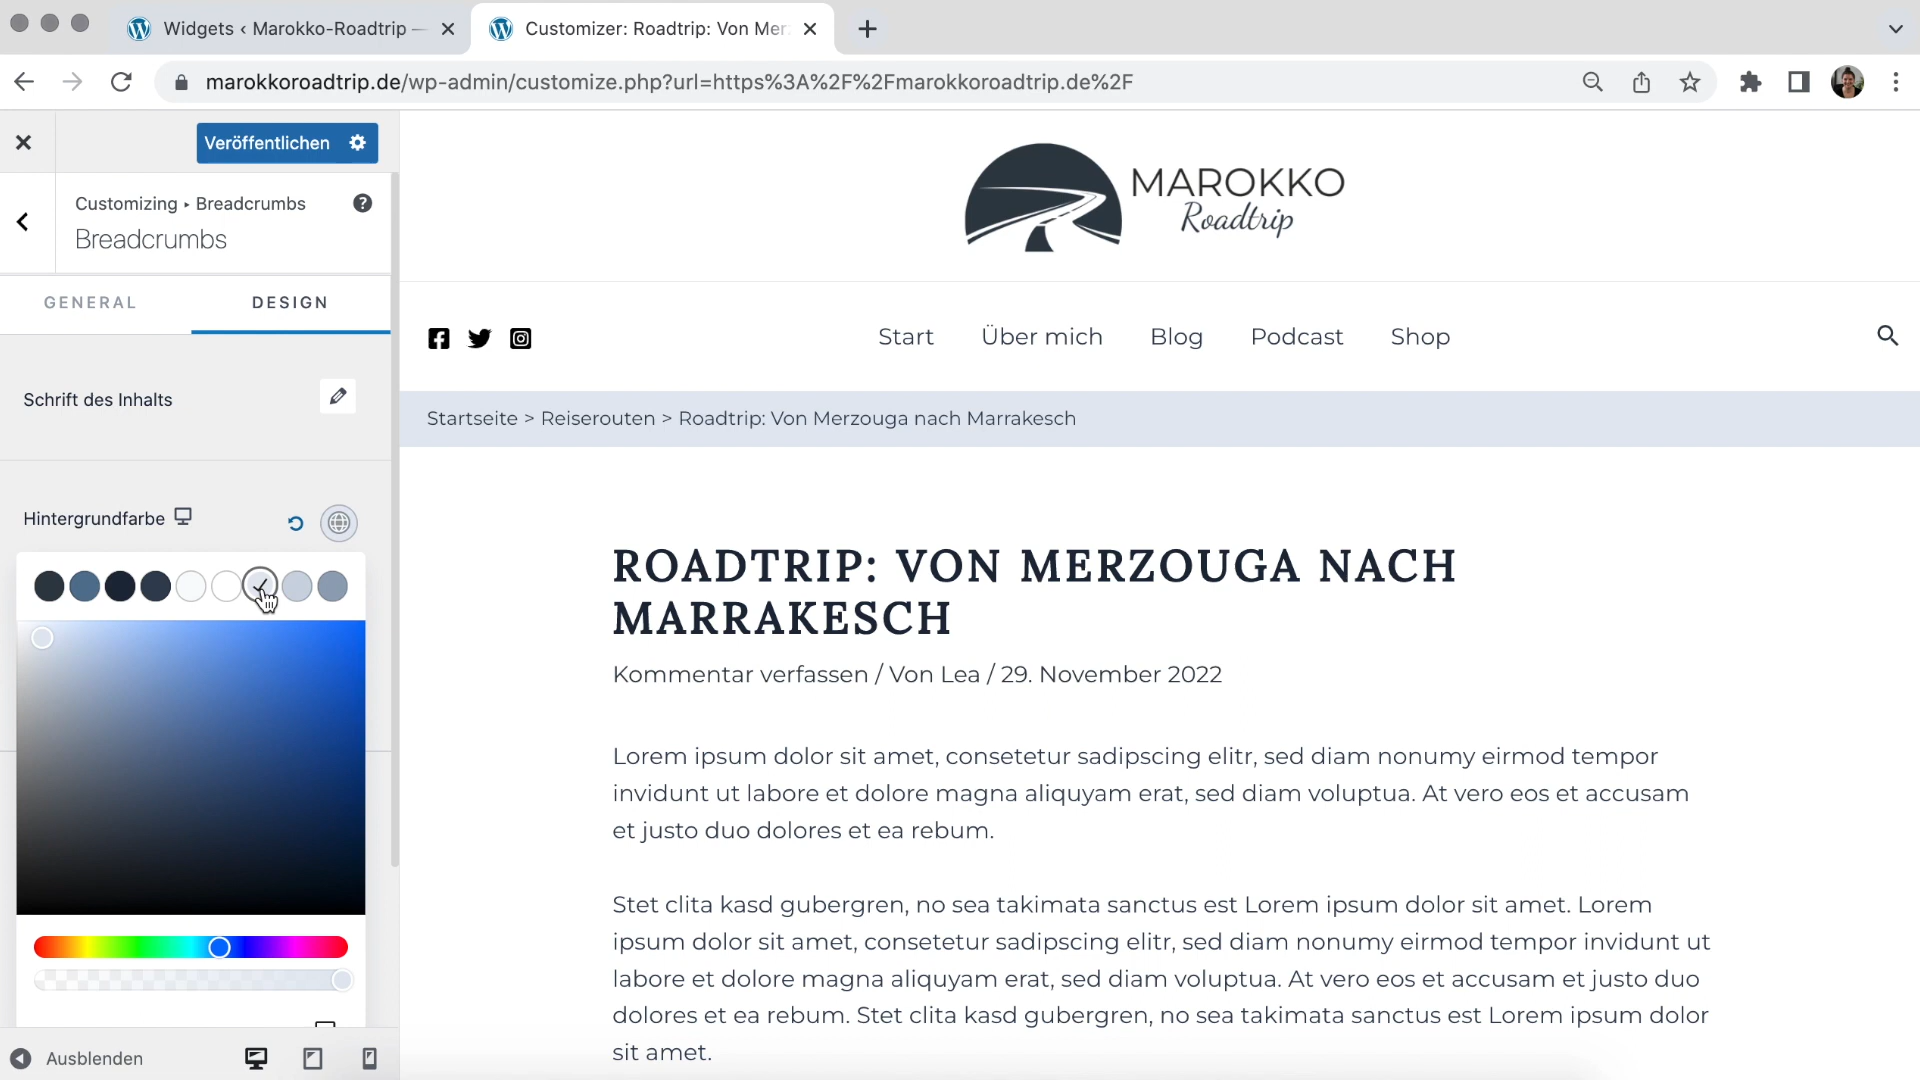 Widgets ‹ Marokko-Roadtrip —
Customizer: Roadtrip: Von Mer
marokkoroadtrip.de/wp-admin/customize.php?url=https%3A%2F%2Fmarokkoroadtrip.de%2F
Veröffentlichen
Customizing ▸ Breadcrumbs
Breadcrumbs
GENERAL
DESIGN
Schrift des Inhalts
Hintergrundfarbe
Ausblenden
MAROKKO
Roadtrip
Start
Über mich
Blog
Podcast
Shop
Startseite > Reiserouten > Roadtrip: Von Merzouga nach Marrakesch
ROADTRIP: VON MERZOUGA NACH
MARRAKESCH
Kommentar verfassen / Von Lea / 29. November 2022
Lorem ipsum dolor sit amet, consetetur sadipscing elitr, sed diam nonumy eirmod tempor
invidunt ut labore et dolore magna aliquyam erat, sed diam voluptua. At vero eos et accusam
et justo duo dolores et ea rebum.
Stet clita kasd gubergren, no sea takimata sanctus est Lorem ipsum dolor sit amet. Lorem
ipsum dolor sit amet, consetetur sadipscing elitr, sed diam nonumy eirmod tempor invidunt ut
labore et dolore magna aliquyam erat, sed diam voluptua. At vero eos et accusam et justo duo
dolores et ea rebum. Stet clita kasd gubergren, no sea takimata sanctus est Lorem ipsum dolor
sit amet.